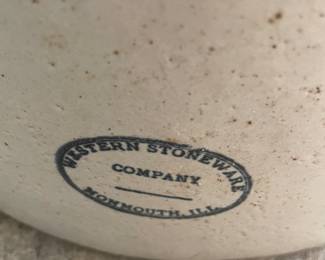 WESTERN STONEWARE
COMPANY
MONMOUTH, ILL.